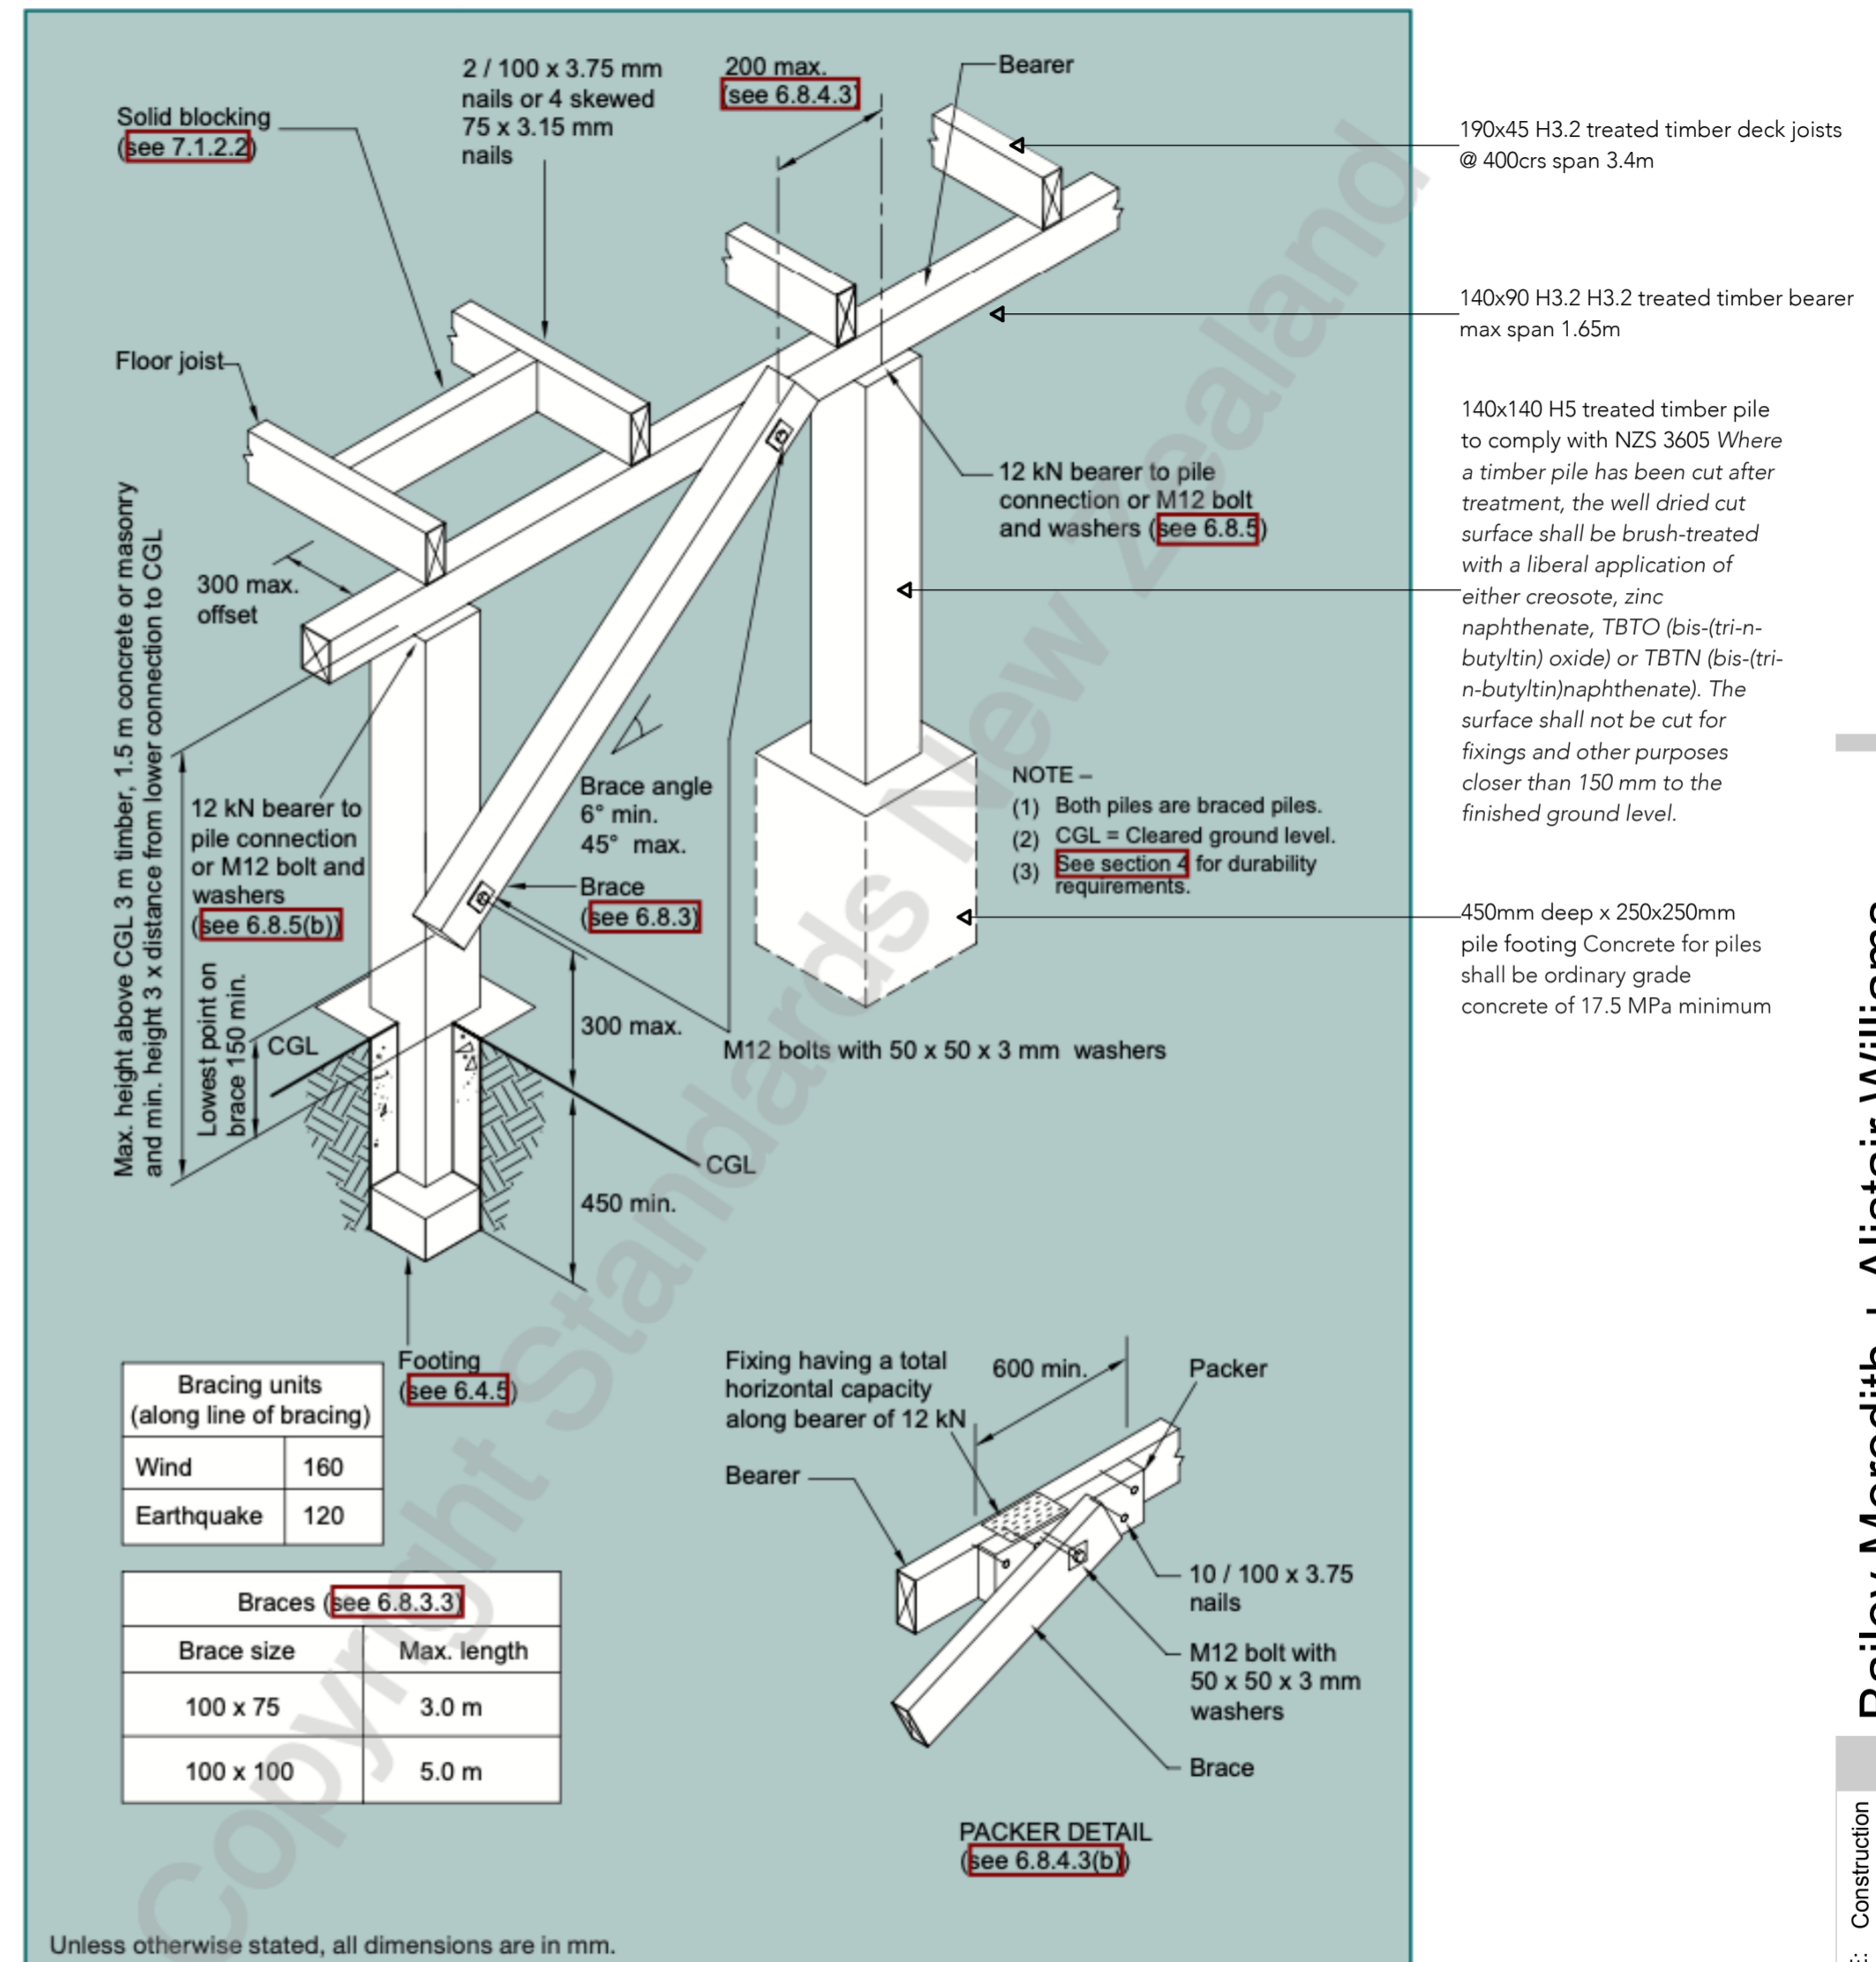 2 / 100 x 3.75 mm
nails or 4 skewed
75 x 3.15 mm
nails
200 max.
(see 6.8.4.3)
Bearer
Solid blocking
(see 7.1.2.2)
Floor joist
300 max.
offset
Max. height above CGL 3 m timber, 1.5 m concrete or masonry
and min. height 3 x distance from lower connection to CGL
12 kN bearer to
pile connection
or M12 bolt and
washers
(see 6.8.5(b))
Lowest point on
brace 150 min.
CGL
12 kN bearer to pile
connection or M12 bolt
and washers (see 6.8.5)
Brace angle
6° min.
45° max.
Brace
(see 6.8.3)
NOTE –
(1) Both piles are braced piles.
(2) CGL = Cleared ground level.
(3) See section 4 for durability
requirements.
300 max.
M12 bolts with 50 x 50 x 3 mm washers
CGL
450 min.
Footing
(see 6.4.5)
Bracing units
(along line of bracing)
Wind 160
Earthquake 120
Braces (see 6.8.3.3)
Brace size Max. length
100 x 75 3.0 m
100 x 100 5.0 m
Fixing having a total
horizontal capacity
along bearer of 12 kN
600 min.
Packer
Bearer
10 / 100 x 3.75
nails
M12 bolt with
50 x 50 x 3 mm
washers
Brace
PACKER DETAIL
(see 6.8.4.3(b))
Unless otherwise stated, all dimensions are in mm.
Copyright Standards New Zealand
190x45 H3.2 treated timber deck joists
@ 400crs span 3.4m
140x90 H3.2 H3.2 treated timber bearer
max span 1.65m
140x140 H5 treated timber pile
to comply with NZS 3605 Where
a timber pile has been cut after
treatment, the well dried cut
surface shall be brush-treated
with a liberal application of
either creosote, zinc
naphthenate, TBTO (bis-(tri-n-
butyltin) oxide) or TBTN (bis-(tri-
n-butyltin)naphthenate). The
surface shall not be cut for
fixings and other purposes
closer than 150 mm to the
finished ground level.
450mm deep x 250x250mm
pile footing Concrete for piles
shall be ordinary grade
concrete of 17.5 MPa minimum
Construction